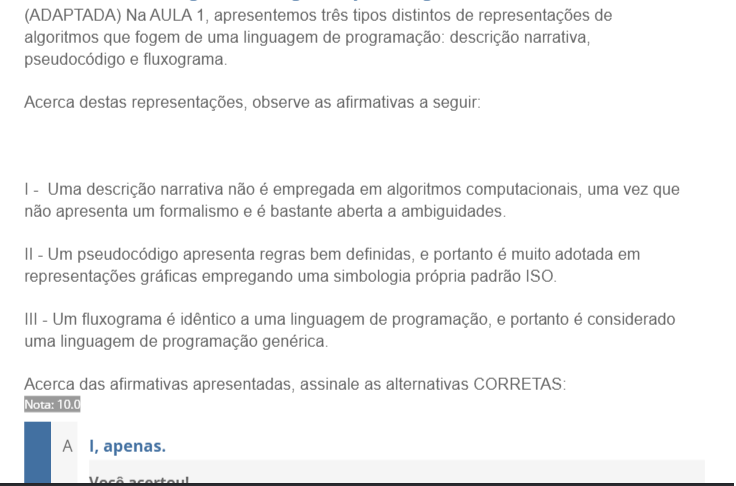 (ADAPTADA) Na AULA 1, apresentemos três tipos distintos de representações de
algoritmos que fogem de uma linguagem de programação: descrição narrativa,
pseudocódigo e fluxograma.
Acerca destas representações, observe as afirmativas a seguir:
I - Uma descrição narrativa não é empregada em algoritmos computacionais, uma vez que
não apresenta um formalismo e é bastante aberta a ambiguidades.
II - Um pseudocódigo apresenta regras bem definidas, e portanto é muito adotada em
representações gráficas empregando uma simbologia própria padrão ISO.
III - Um fluxograma é idêntico a uma linguagem de programação, e portanto é considerado
uma linguagem de programação genérica.
Acerca das afirmativas apresentadas, assinale as alternativas CORRETAS:
Nota: 10.0
A I, apenas.
Você acertou!